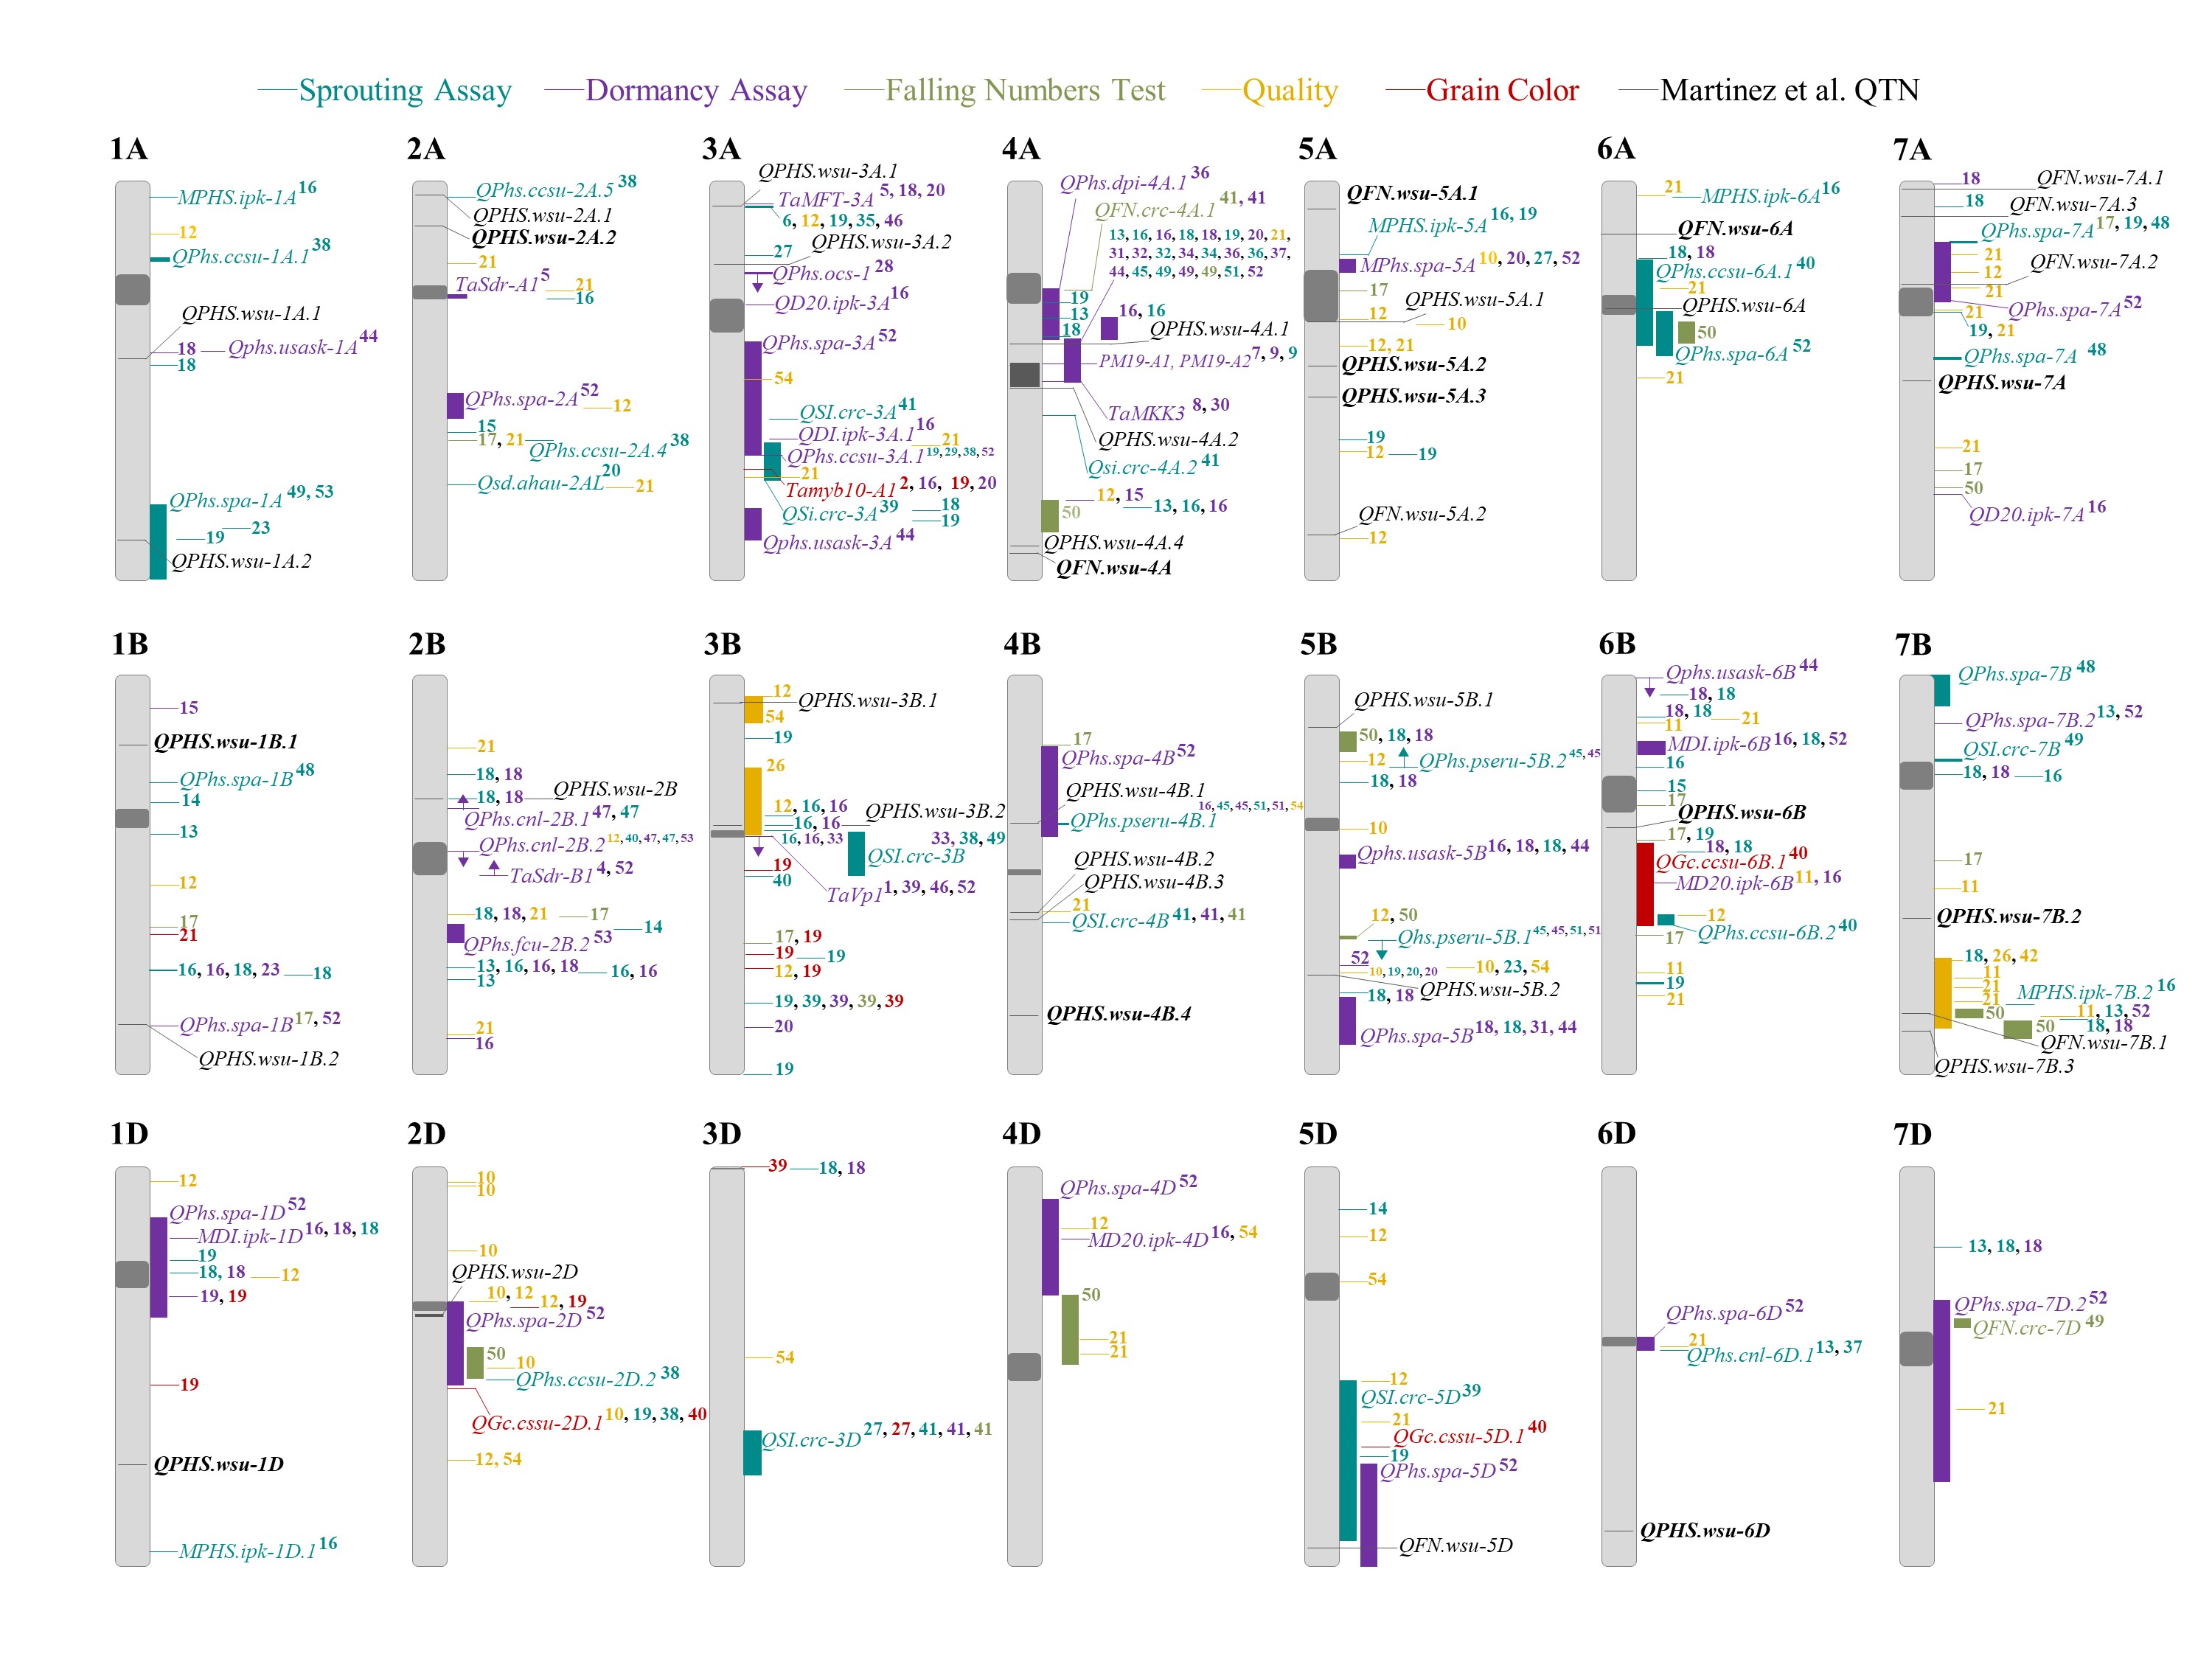 Sprouting Assay Dormancy Assay Falling Numbers Test Quality Grain Color Martinez et al. QTN
1A
MPHS.ipk-1A 16
12
QPhs.ccsu-1A.1 38
QPHS.wsu-1A.1
18 Qphs.usask-1A 44
18
QPhs.spa-1A 49, 53
23
19
QPHS.wsu-1A.2
2A
QPhs.ccsu-2A.5 38
QPHS.wsu-2A.1
QPHS.wsu-2A.2
21
TaSdr-A1 5 21
16
QPhs.spa-2A 52 12
15
17, 21 QPhs.ccsu-2A.4 38
Qsd.ahau-2AL 20 21
3A
QPHS.wsu-3A.1
TaMFT-3A 5, 18, 20
6, 12, 19, 35, 46
QPHS.wsu-3A.2
27
QPhs.ocs-1 28
QD20.ipk-3A 16
QPhs.spa-3A 52
54
QSI.crc-3A 41
QDI.ipk-3A.1 16
21
QPhs.ccsu-3A.1 19, 29, 38, 52
21
Tamyb10-A1 2, 16, 19, 20
QSi.crc-3A 39 18
19
Qphs.usask-3A 44
4A
QPhs.dpi-4A.1 36
QFN.crc-4A.1 41, 41
13, 16, 16, 18, 18, 19, 20, 21,
31, 32, 32, 34, 34, 36, 36, 37,
44, 45, 49, 49, 49, 51, 52
19
13
18
16, 16
QPHS.wsu-4A.1
PM19-A1, PM19-A2 7, 9, 9
TaMKK3 8, 30
QPHS.wsu-4A.2
Qsi.crc-4A.2 41
12, 15
13, 16, 16
50
QPHS.wsu-4A.4
QFN.wsu-4A
5A
QFN.wsu-5A.1
MPHS.ipk-5A 16, 19
MPhs.spa-5A 10, 20, 27, 52
17
QPHS.wsu-5A.1
12
10
12, 21
QPHS.wsu-5A.2
QPHS.wsu-5A.3
19
12 19
QFN.wsu-5A.2
12
6A
21 MPHS.ipk-6A 16
QFN.wsu-6A
18, 18
QPhs.ccsu-6A.1 40
21
QPHS.wsu-6A
50
QPhs.spa-6A 52
21
7A
18 QFN.wsu-7A.1
18 QFN.wsu-7A.3
QPhs.spa-7A 17, 19, 48
21
12 QFN.wsu-7A.2
21
QPhs.spa-7A 52
21
19, 21
QPhs.spa-7A 48
QPHS.wsu-7A
21
17
50
QD20.ipk-7A 16
1B
15
QPHS.wsu-1B.1
QPhs.spa-1B 48
14
13
12
17
21
16, 16, 18, 23 18
QPhs.spa-1B 17, 52
QPHS.wsu-1B.2
2B
21
18, 18
QPHS.wsu-2B
18, 18
QPhs.cnl-2B.1 47, 47
QPhs.cnl-2B.2 12, 40, 47, 47, 53
TaSdr-B1 4, 52
18, 18, 21 17
14
QPhs.fcu-2B.2 53
13, 16, 16, 18 16, 16
13
21
16
3B
12
QPHS.wsu-3B.1
54
19
26
12, 16, 16
QPHS.wsu-3B.2
16, 16
16, 16, 33
33, 38, 49
QSI.crc-3B
19
40
TaVp1 1, 39, 46, 52
17, 19
19 19
12, 19
19, 39, 39, 39, 39
20
19
4B
17
QPhs.spa-4B 52
QPHS.wsu-4B.1
16, 45, 45, 51, 51, 54
QPhs.pseru-4B.1
QPHS.wsu-4B.2
QPHS.wsu-4B.3
21
QSI.crc-4B 41, 41, 41
QPHS.wsu-4B.4
5B
QPHS.wsu-5B.1
50, 18, 18
12 QPhs.pseru-5B.2 45, 45
18, 18
10
Qphs.usask-5B 16, 18, 18, 44
12, 50
Qhs.pseru-5B.1 45, 45, 51, 51
52
10, 19, 20, 20 10, 23, 54
QPHS.wsu-5B.2
18, 18
QPhs.spa-5B 18, 18, 31, 44
6B
Qphs.usask-6B 44
18, 18
18, 18 21
11
MDI.ipk-6B 16, 18, 52
16
15
17
QPHS.wsu-6B
17, 19
18, 18
QGc.ccsu-6B.1 40
MD20.ipk-6B 11, 16
12
QPhs.ccsu-6B.2 40
17
11
19
21
7B
QPhs.spa-7B 48
QPhs.spa-7B.2 13, 52
QSI.crc-7B 49
18, 18 16
17
11
QPHS.wsu-7B.2
18, 26, 42
11
21
21 MPHS.ipk-7B.2 16
50 11, 13, 52
50 18, 18
QFN.wsu-7B.1
QPHS.wsu-7B.3
1D
12
QPhs.spa-1D 52
MDI.ipk-1D 16, 18, 18
19
18, 18 12
19, 19
19
QPHS.wsu-1D
MPHS.ipk-1D.1 16
2D
10
10
10
QPHS.wsu-2D
10, 12
12, 19
QPhs.spa-2D 52
50
10
QPhs.ccsu-2D.2 38
QGc.cssu-2D.1 10, 19, 38, 40
12, 54
3D
39 18, 18
54
QSI.crc-3D 27, 27, 41, 41, 41
4D
QPhs.spa-4D 52
12
MD20.ipk-4D 16, 54
50
21
21
5D
14
12
54
12
QSI.crc-5D 39
21
QGc.cssu-5D.1 40
19
QPhs.spa-5D 52
QFN.wsu-5D
6D
QPhs.spa-6D 52
21
QPhs.cnl-6D.1 13, 37
QPHS.wsu-6D
7D
13, 18, 18
QPhs.spa-7D.2 52
QFN.crc-7D 49
21